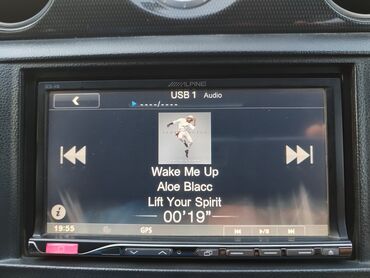 ALPINE
USB 1 Audio
----/----
Wake Me Up
Aloe Blacc
Lift Your Spirit
00'19"
19:55
GPS